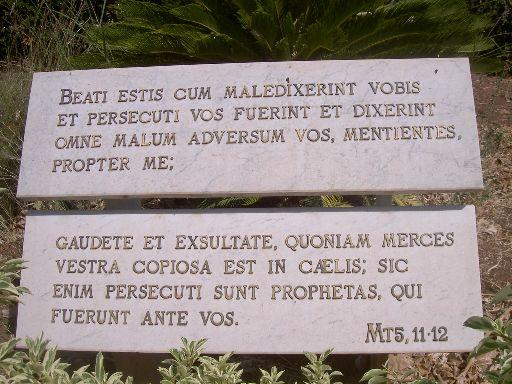 Beati estis cum maledixerint vobis
et persecuti vos fuerint et dixerint
omne malum adversum vos, mentientes,
propter me;
gaudete et exsultate, quoniam merces
vestra copiosa est in cælis; sic
enim persecuti sunt prophetas, qui
fuerunt ante vos.
Mt5, 11-12